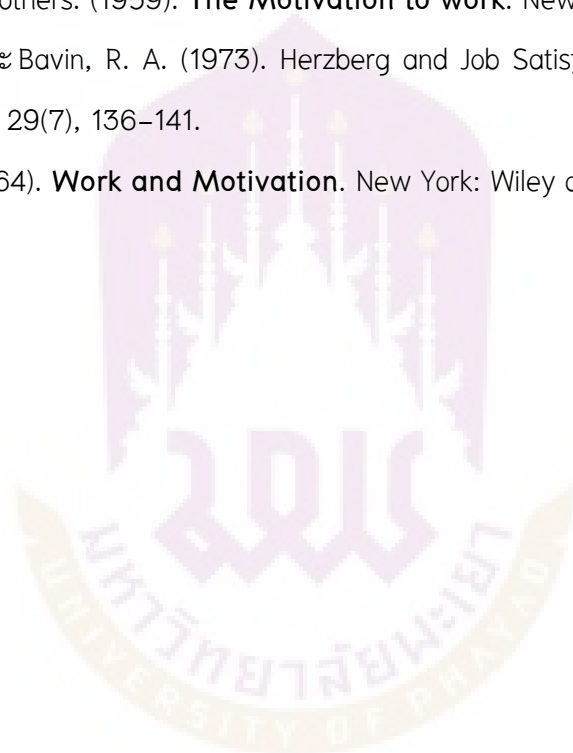 others. (1959). The Motivation to work. New
ะ Bavin, R. A. (1973). Herzberg and Job Satis
29(7), 136–141.
64). Work and Motivation. New York: Wiley
มหาวิทยาลัยพะเยา
UNIVERSITY OF PHAYAO